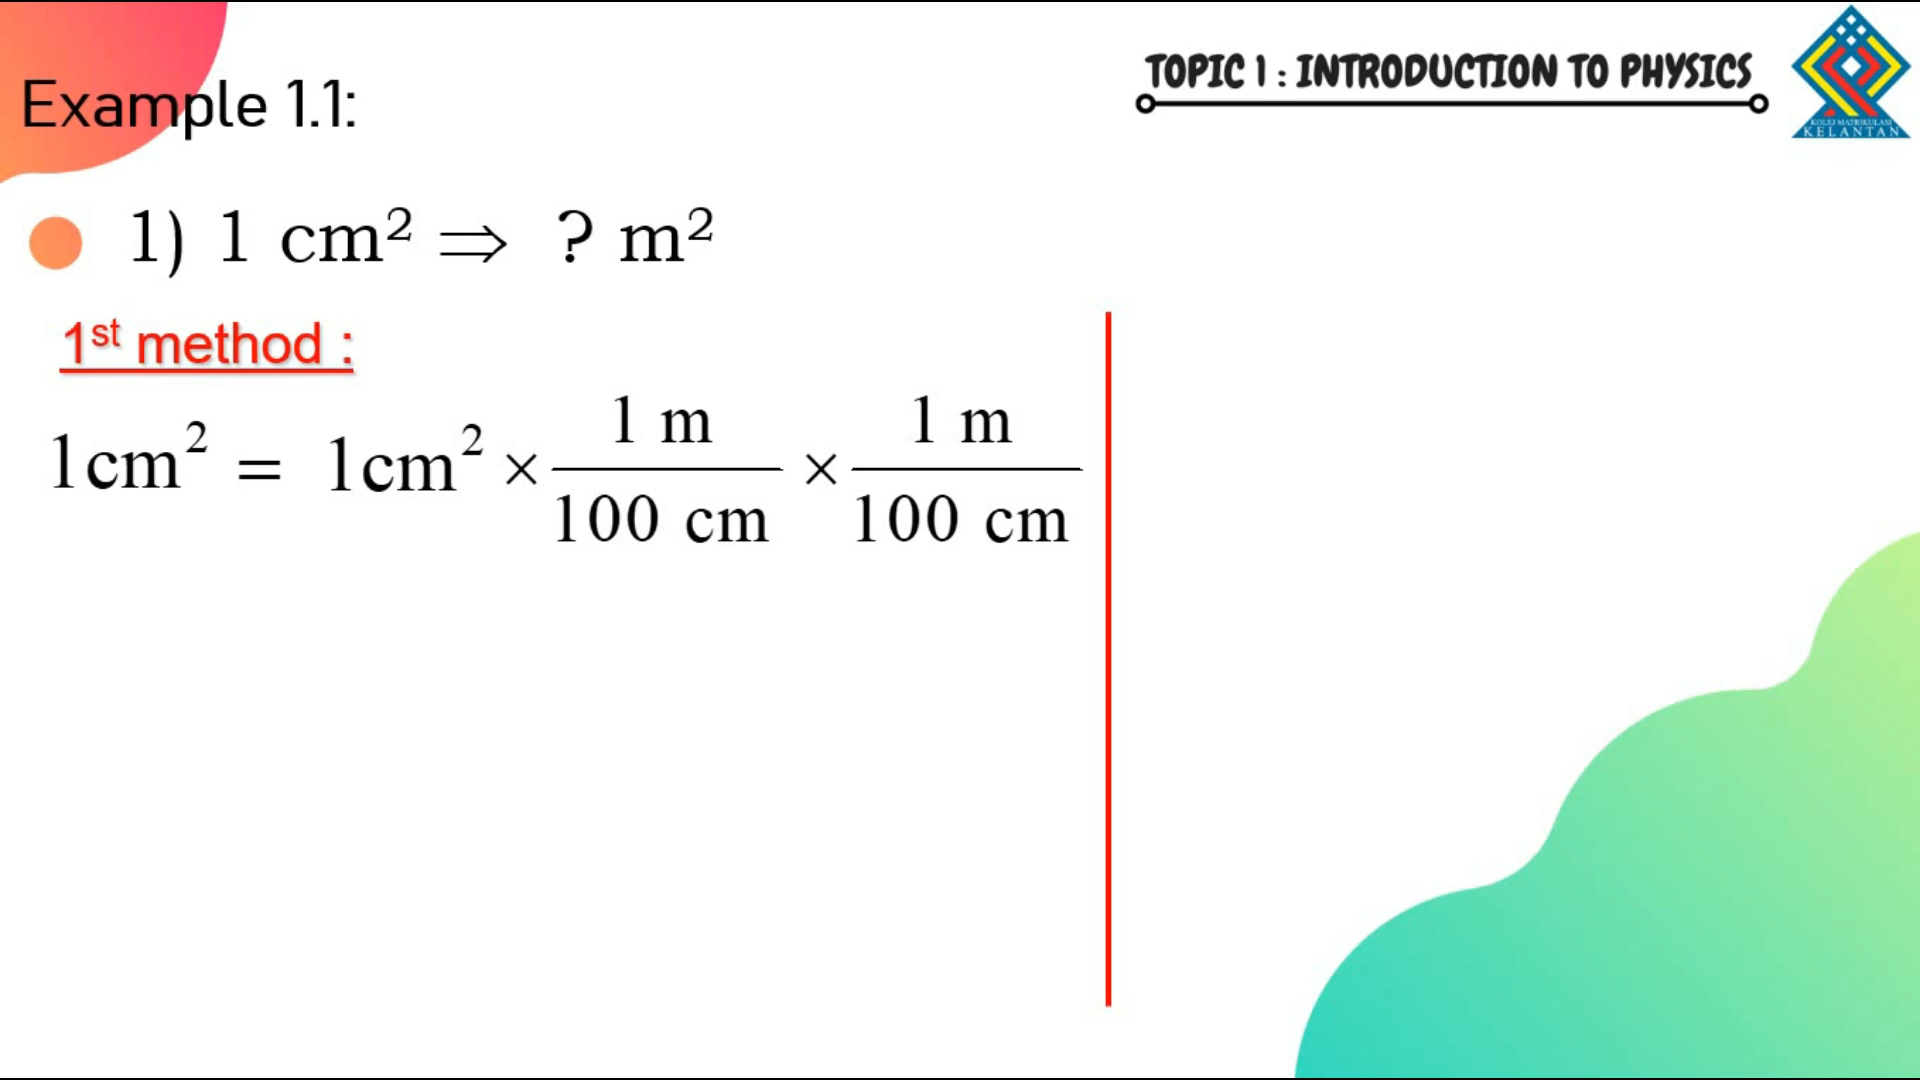 TOPIC 1 : INTRODUCTION TO PHYSICS
KOLEJ MATRIKULASI
KELANTAN
Example 1.1:
1) 1 cm² ⇒ ? m²
1st method :
1cm² = 1cm² × 1 m / 100 cm × 1 m / 100 cm